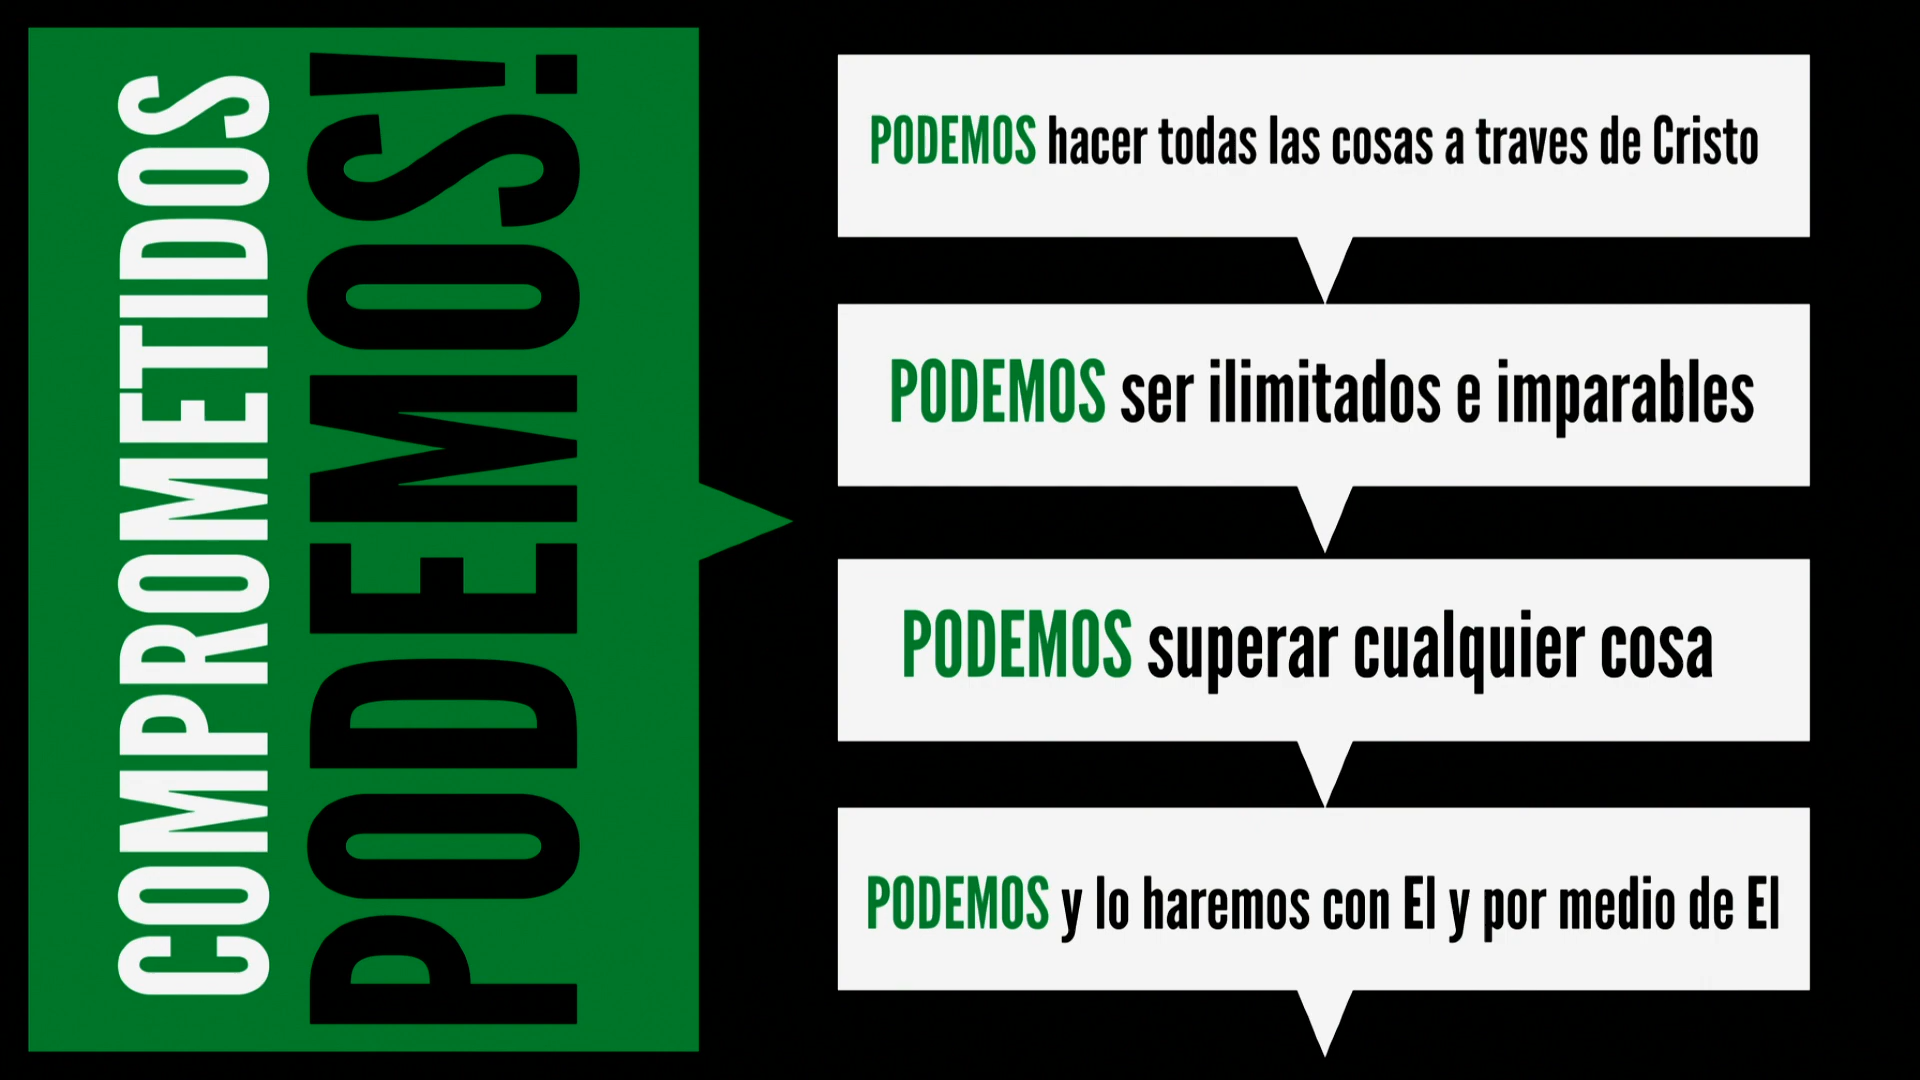 COMPROMETIDOS
PODEMOS!
PODEMOS hacer todas las cosas a traves de Cristo
PODEMOS ser ilimitados e imparables
PODEMOS superar cualquier cosa
PODEMOS y lo haremos con El y por medio de El